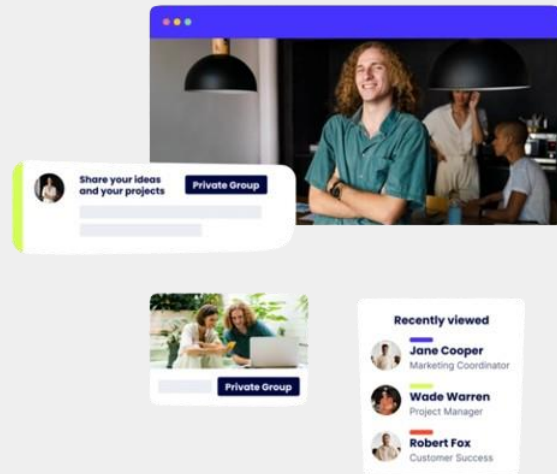 Share your ideas
and your projects
Private Group
Private Group
Recently viewed
Jane Cooper
Marketing Coordinator
Wade Warren
Project Manager
Robert Fox
Customer Success